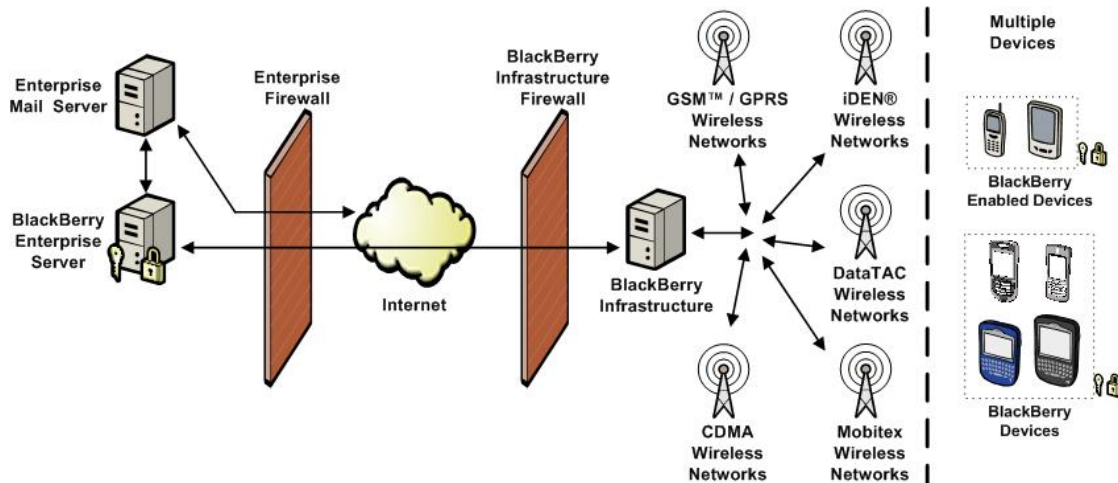 Enterprise
Mail Server
BlackBerry
Enterprise
Server
Enterprise
Firewall
Internet
BlackBerry
Infrastructure
Firewall
BlackBerry
Infrastructure
GSM™ / GPRS
Wireless
Networks
iDEN®
Wireless
Networks
DataTAC
Wireless
Networks
CDMA
Wireless
Networks
Mobitex
Wireless
Networks
Multiple
Devices
BlackBerry
Enabled Devices
BlackBerry
Devices